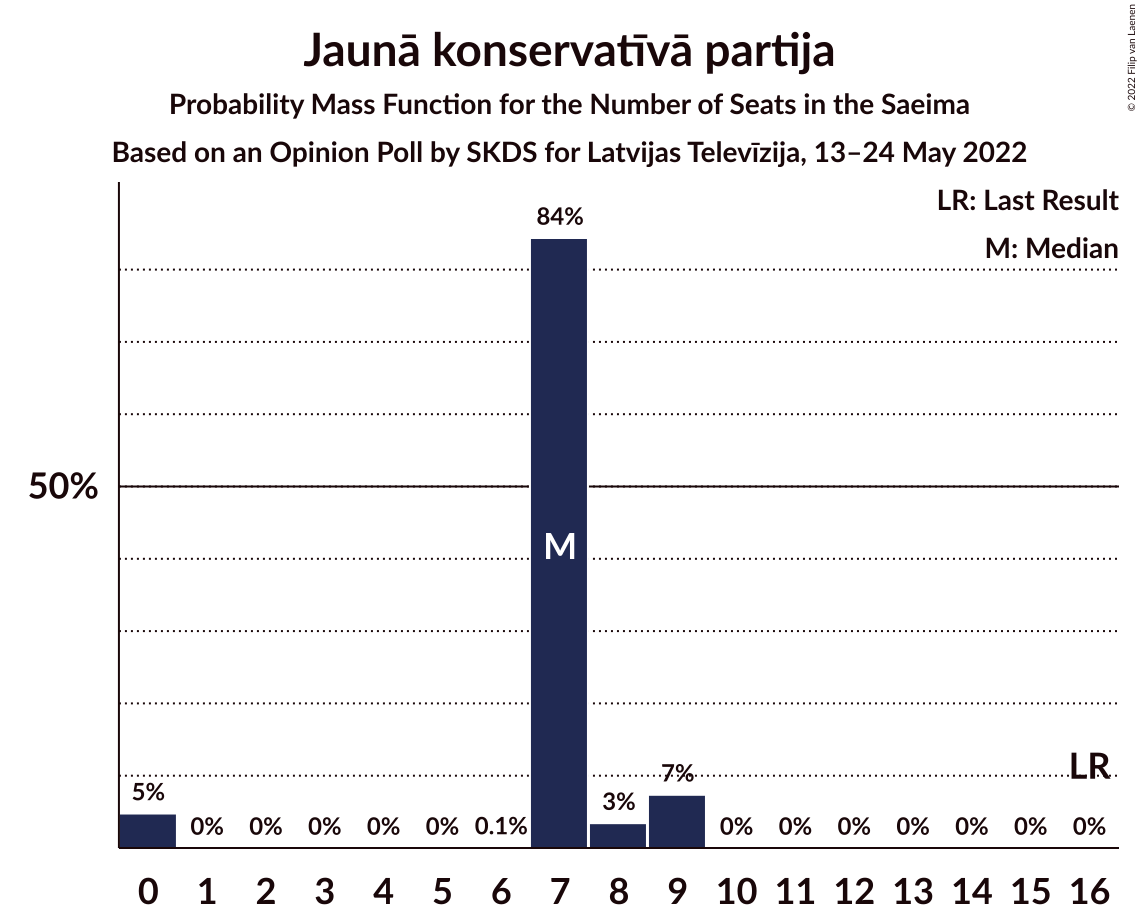 Jaunā konservatīvā partija
Probability Mass Function for the Number of Seats in the Saeima
Based on an Opinion Poll by SKDS for Latvijas Televīzija, 13–24 May 2022
© 2022 Filip van Laenen
LR: Last Result
M: Median
84%
50%
M
LR
5%
0%
0%
0%
0%
0%
0.1%
3%
7%
0%
0%
0%
0%
0%
0%
0%
0 1 2 3 4 5 6 7 8 9 10 11 12 13 14 15 16